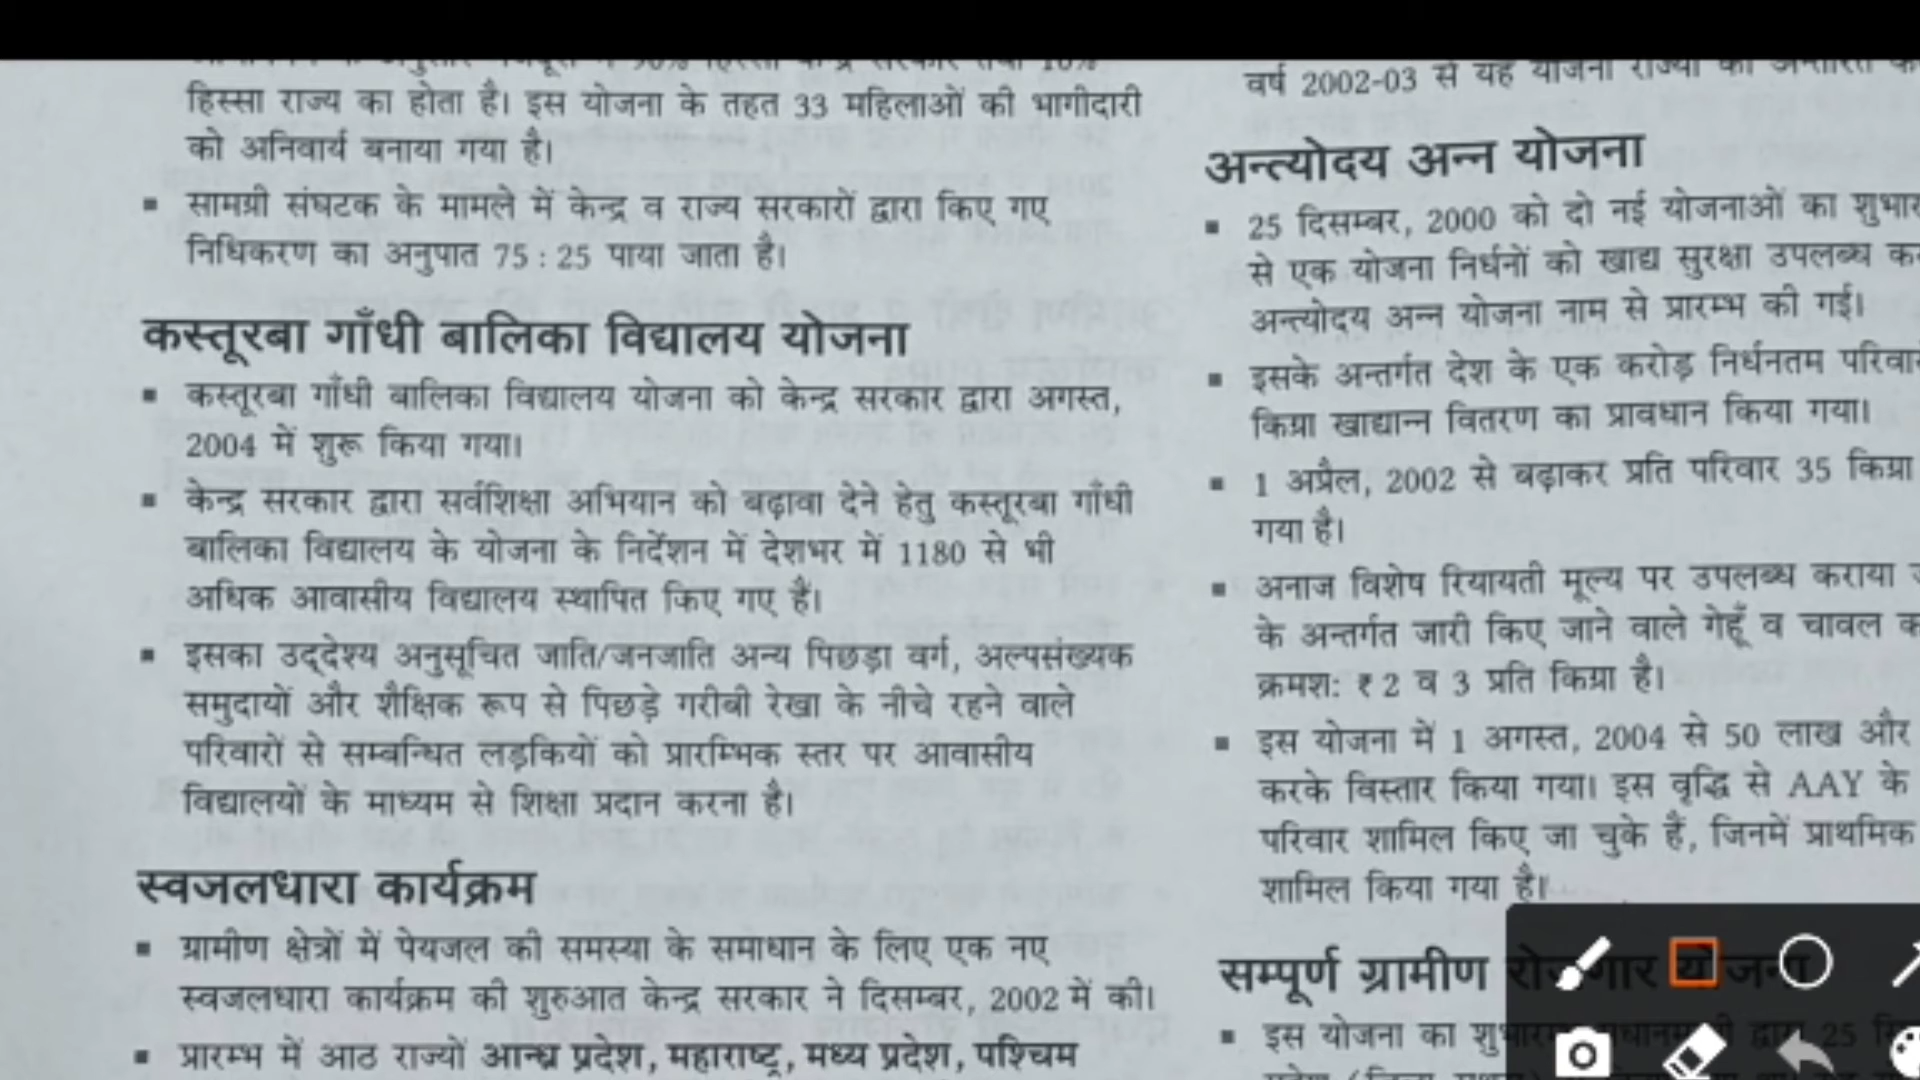 हिस्सा राज्य का होता है। इस योजना के तहत 33 महिलाओं की भागीदारी
को अनिवार्य बनाया गया है।
▪ सामग्री संघटक के मामले में केन्द्र व राज्य सरकारों द्वारा किए गए
निधिकरण का अनुपात 75 : 25 पाया जाता है।
कस्तूरबा गाँधी बालिका विद्यालय योजना
▪ कस्तूरबा गाँधी बालिका विद्यालय योजना को केन्द्र सरकार द्वारा अगस्त,
2004 में शुरू किया गया।
▪ केन्द्र सरकार द्वारा सर्वशिक्षा अभियान को बढ़ावा देने हेतु कस्तूरबा गाँधी
बालिका विद्यालय के योजना के निर्देशन में देशभर में 1180 से भी
अधिक आवासीय विद्यालय स्थापित किए गए हैं।
▪ इसका उद्देश्य अनुसूचित जाति/जनजाति अन्य पिछड़ा वर्ग, अल्पसंख्यक
समुदायों और शैक्षिक रूप से पिछड़े गरीबी रेखा के नीचे रहने वाले
परिवारों से सम्बन्धित लड़कियों को प्रारम्भिक स्तर पर आवासीय
विद्यालयों के माध्यम से शिक्षा प्रदान करना है।
स्वजलधारा कार्यक्रम
▪ ग्रामीण क्षेत्रों में पेयजल की समस्या के समाधान के लिए एक नए
स्वजलधारा कार्यक्रम की शुरुआत केन्द्र सरकार ने दिसम्बर, 2002 में की।
▪ प्रारम्भ में आठ राज्यों आन्ध्र प्रदेश, महाराष्ट्र, मध्य प्रदेश, पश्चिम
वर्ष 2002-03 से यह योजना राज्यों को अन्तरित
अन्त्योदय अन्न योजना
▪ 25 दिसम्बर, 2000 को दो नई योजनाओं का
से एक योजना निर्धनों को खाद्य सुरक्षा उपलब्ध
अन्त्योदय अन्न योजना नाम से प्रारम्भ की गई।
▪ इसके अन्तर्गत देश के एक करोड़ निर्धनतम
किग्रा खाद्यान्न वितरण का प्रावधान किया गया।
▪ 1 अप्रैल, 2002 से बढ़ाकर प्रति परिवार 35 किग्रा
गया है।
▪ अनाज विशेष रियायती मूल्य पर उपलब्ध कराया
के अन्तर्गत जारी किए जाने वाले गेहूँ व चावल
क्रमश: ₹ 2 व 3 प्रति किग्रा है।
▪ इस योजना में 1 अगस्त, 2004 से 50 लाख और
करके विस्तार किया गया। इस वृद्धि से AAY के
परिवार शामिल किए जा चुके हैं, जिनमें प्राथमिक
शामिल किया गया है।
सम्पूर्ण ग्रामीण रोजगार योजना
▪ इस योजना का द्वारा 25